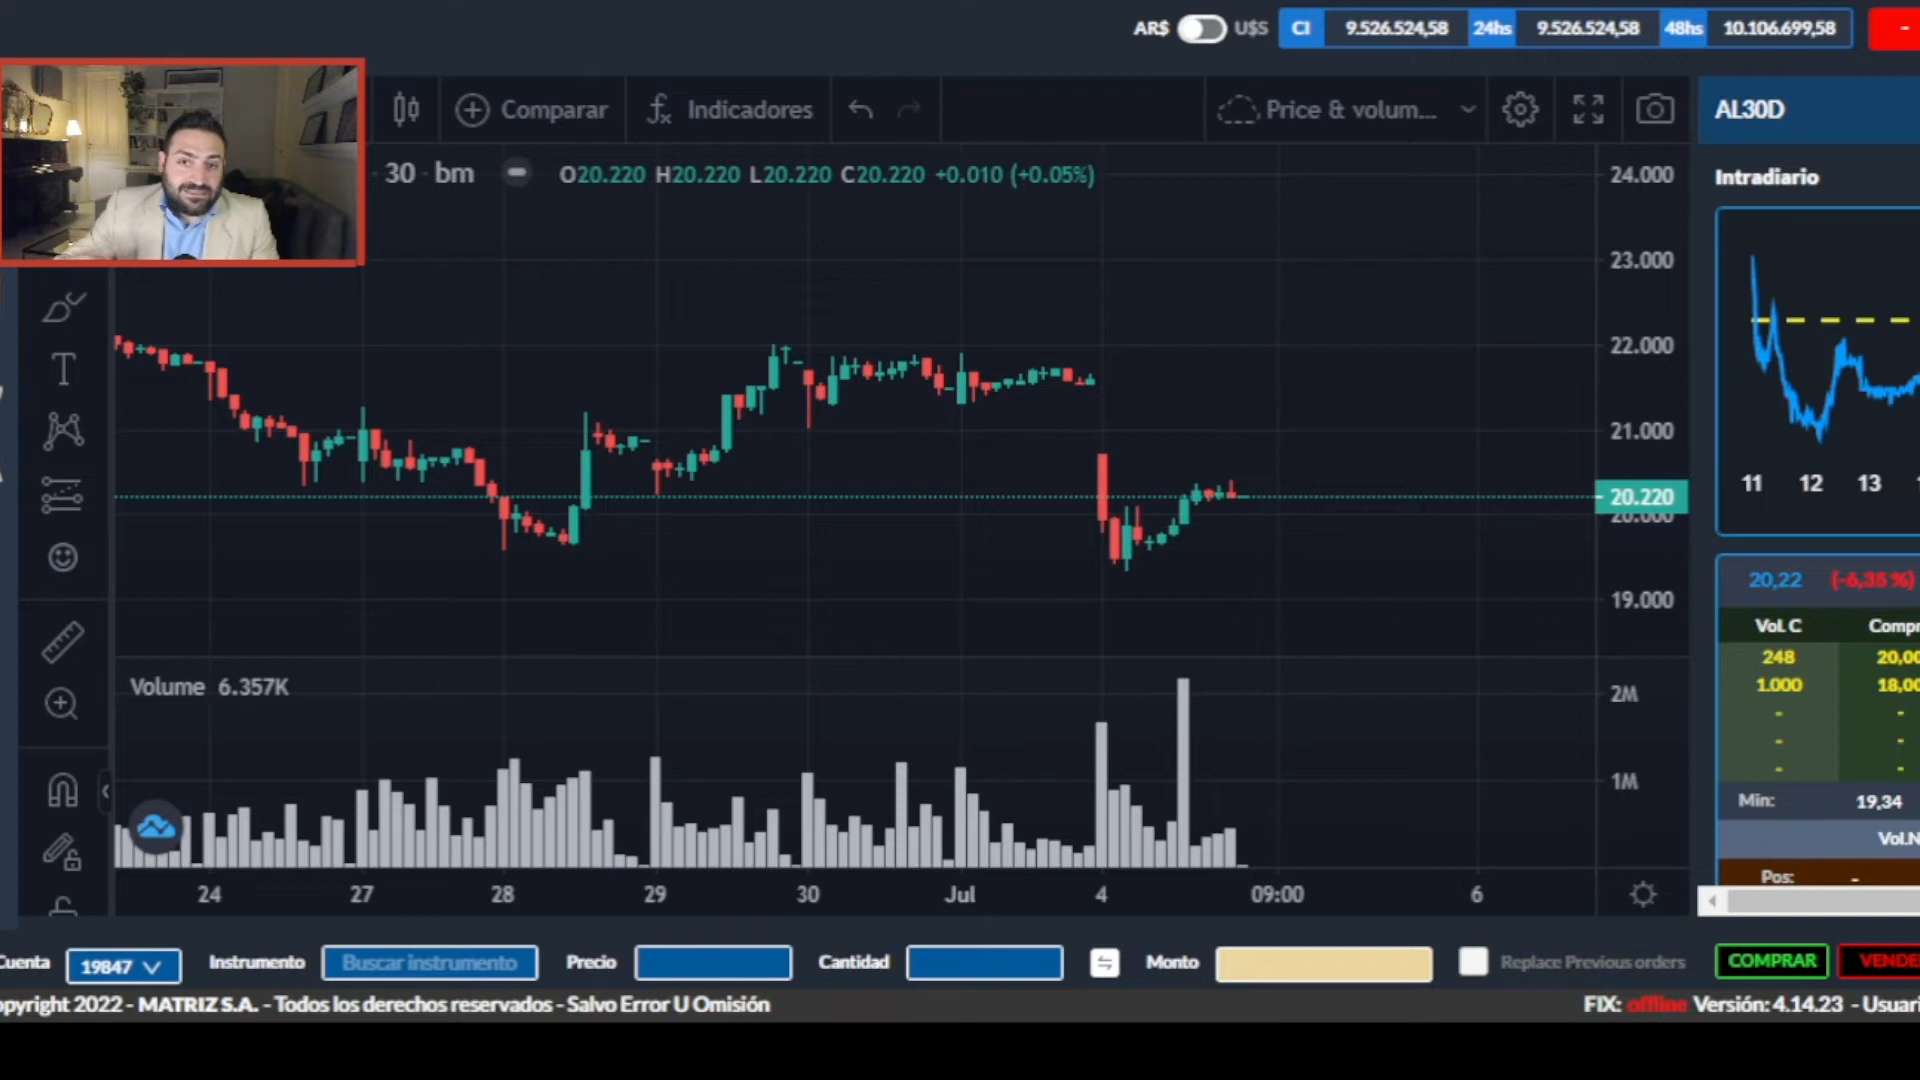 AR$ U$S CI 9.526.524,58 24hs 9.526.524,58 48hs 10.106.699,58 -
Comparar Indicadores Price & volum...
AL30D
30 · bm O20.220 H20.220 L20.220 C20.220 +0.010 (+0.05%)
Intradiario
24.000
23.000
22.000
21.000
20.220
20.000
19.000
11 12 13
20,22 (-6,35 %)
Vol. C Compr
248 20,00
1.000 18,00
- -
- -
- -
Min: 19,34
Vol.N
Pos: -
Volume 6.357K
2M
1M
24 27 28 29 30 Jul 4 09:00 6
Cuenta 19847 Instrumento Buscar instrumento Precio Cantidad Monto Replace Previous orders COMPRAR VENDE
opyright 2022 - MATRIZ S.A. - Todos los derechos reservados - Salvo Error U Omisión
FIX: offline Versión: 4.14.23 - Usuari